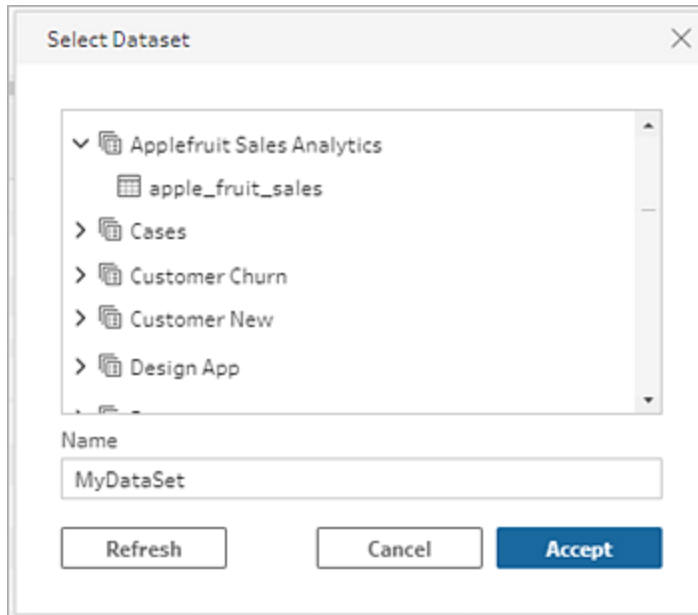 Select Dataset
Applefruit Sales Analytics
apple_fruit_sales
Cases
Customer Churn
Customer New
Design App
Name
MyDataSet
Refresh Cancel Accept